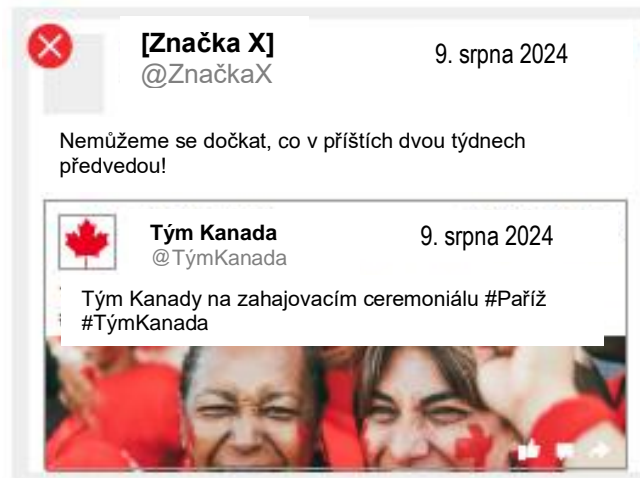 [Značka X]
9. srpna 2024
@ZnačkaX
Nemůžeme se dočkat, co v příštích dvou týdnech
předvedou!
Tým Kanada
9. srpna 2024
@TýmKanada
Tým Kanady na zahajovacím ceremoniálu #Paříž
#TýmKanada